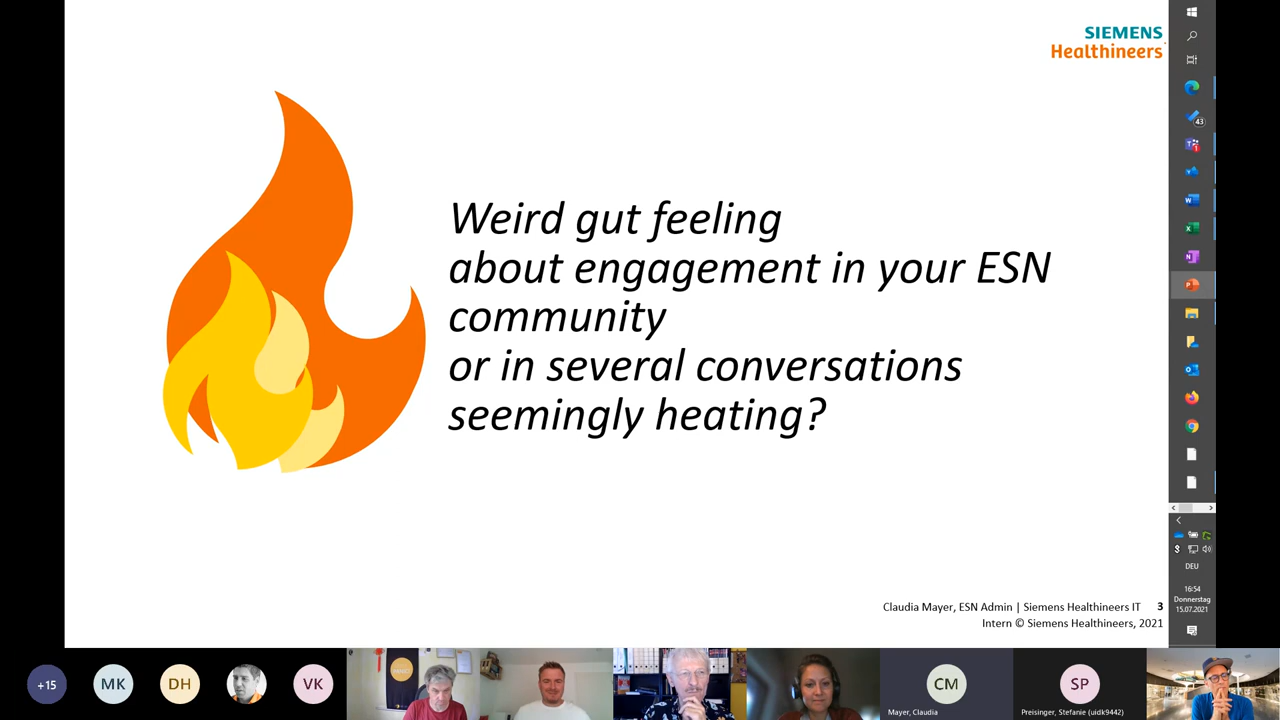 SIEMENS
Healthineers
Weird gut feeling
about engagement in your ESN
community
or in several conversations
seemingly heating?
Claudia Mayer, ESN Admin | Siemens Healthineers IT 3
Intern © Siemens Healthineers, 2021
43
1
DEU
16:54
Donnerstag
15.07.2021
+15
MK
DH
VK
CM
Mayer, Claudia
SP
Preisinger, Stefanie (uidk9442)